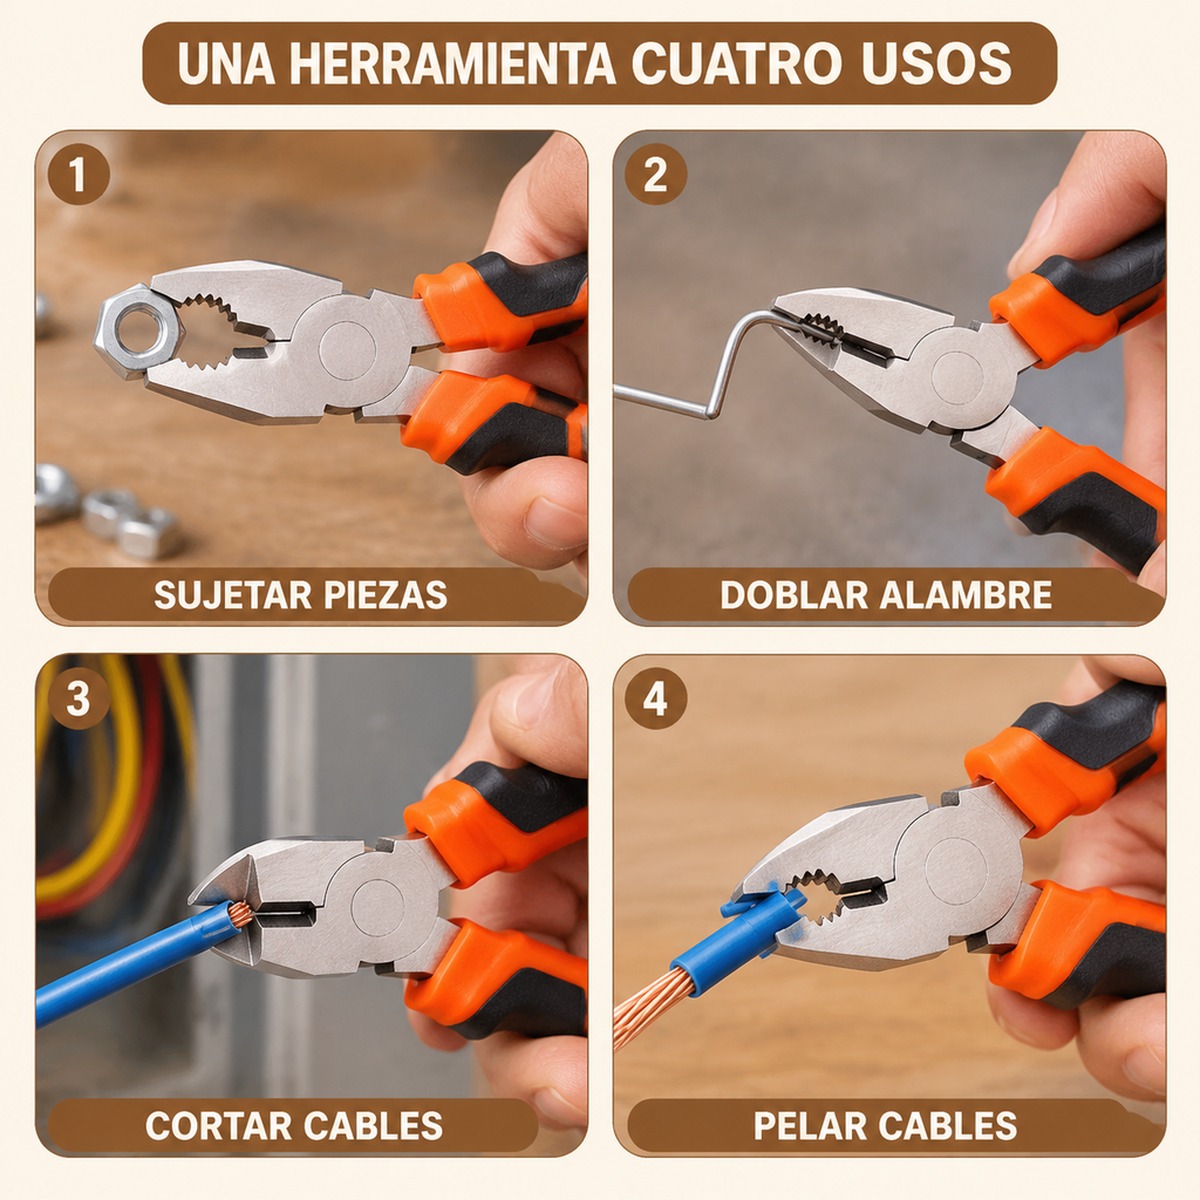 UNA HERRAMIENTA CUATRO USOS
1
2
SUJETAR PIEZAS
DOBLAR ALAMBRE
3
4
CORTAR CABLES
PELAR CABLES